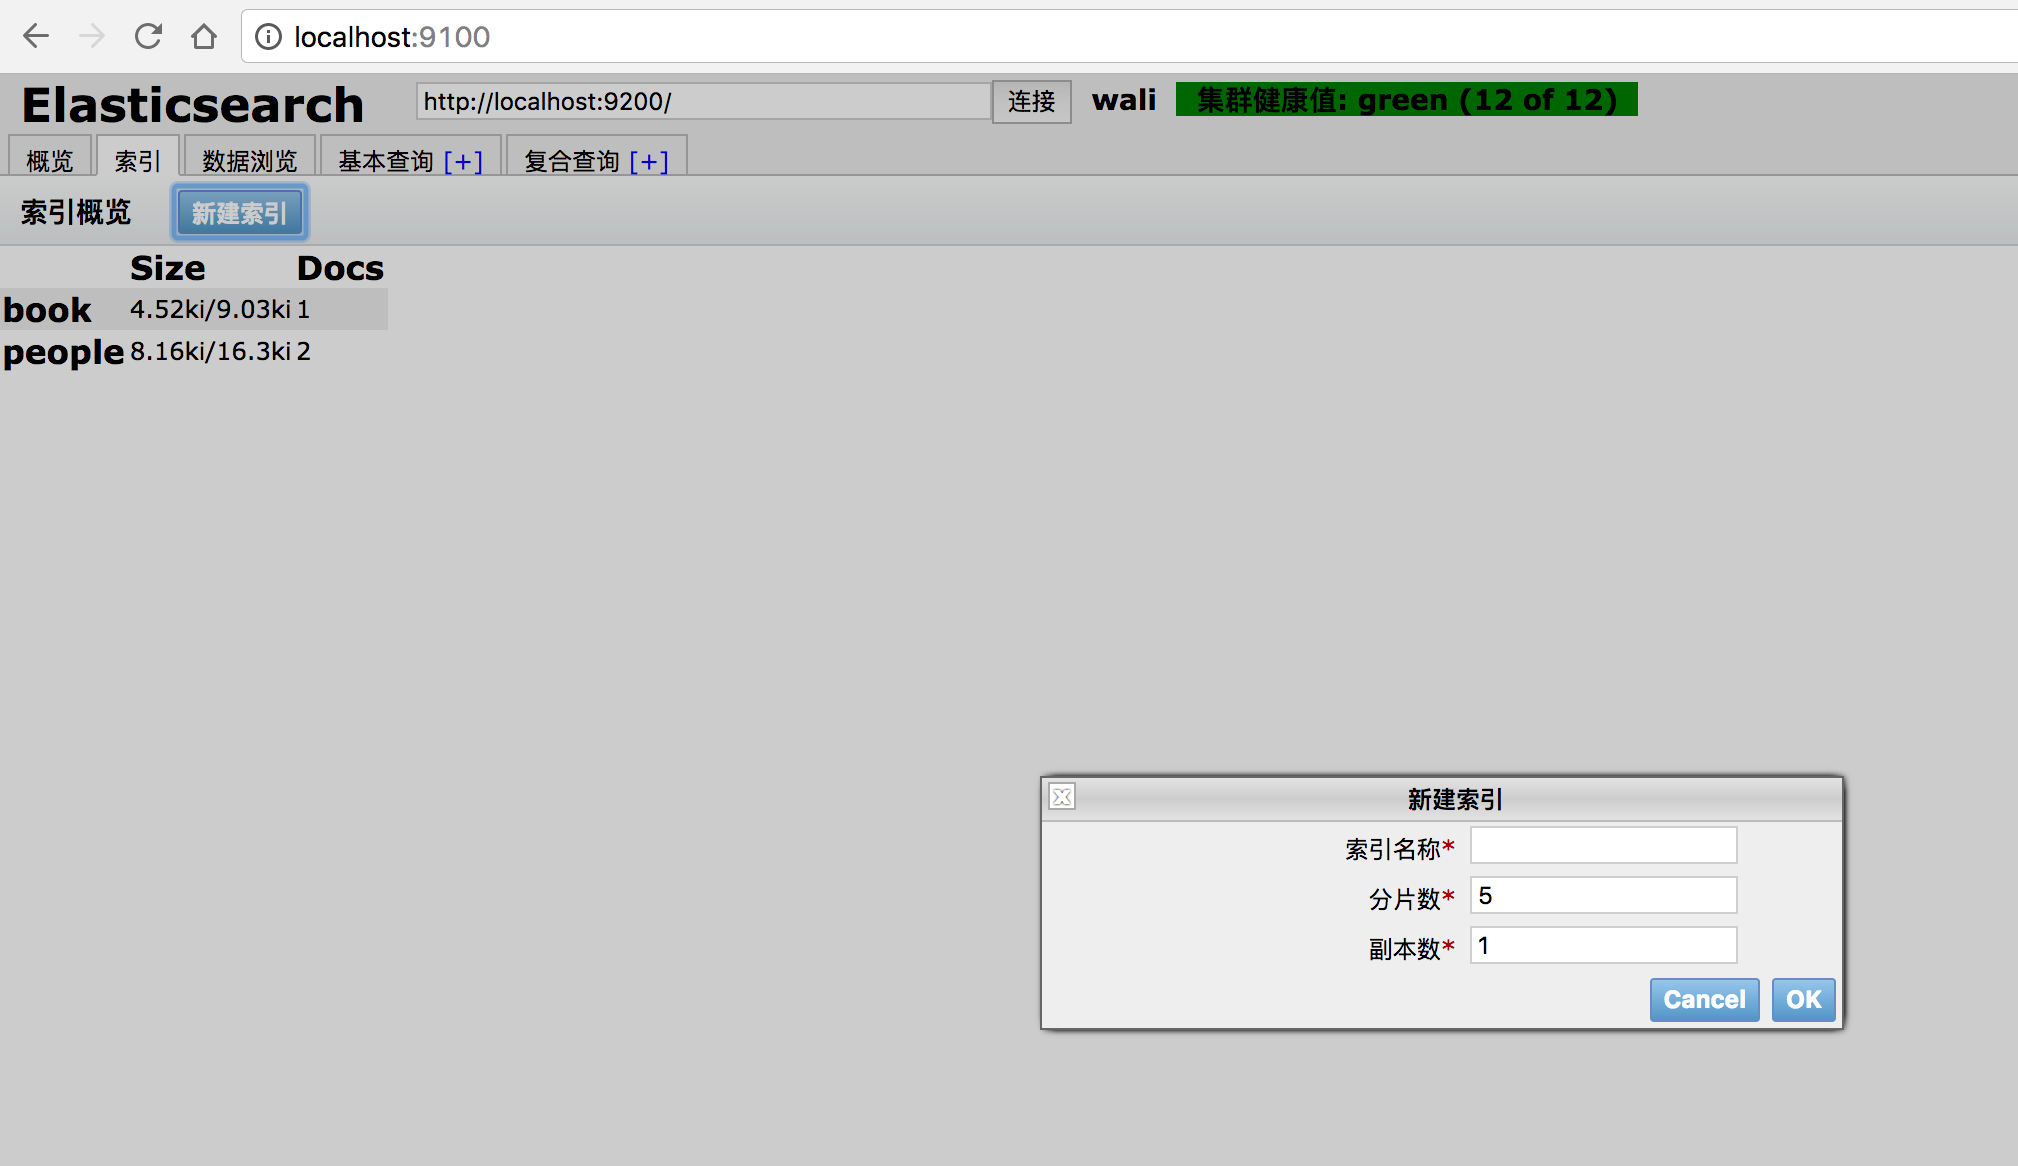 localhost:9100
Elasticsearch http://localhost:9200/ 连接 wali 集群健康值: green (12 of 12)
概览 索引 数据浏览 基本查询 [+] 复合查询 [+]
索引概览 新建索引
Size Docs
book 4.52ki/9.03ki 1
people 8.16ki/16.3ki 2
新建索引
索引名称*
分片数* 5
副本数* 1
Cancel OK